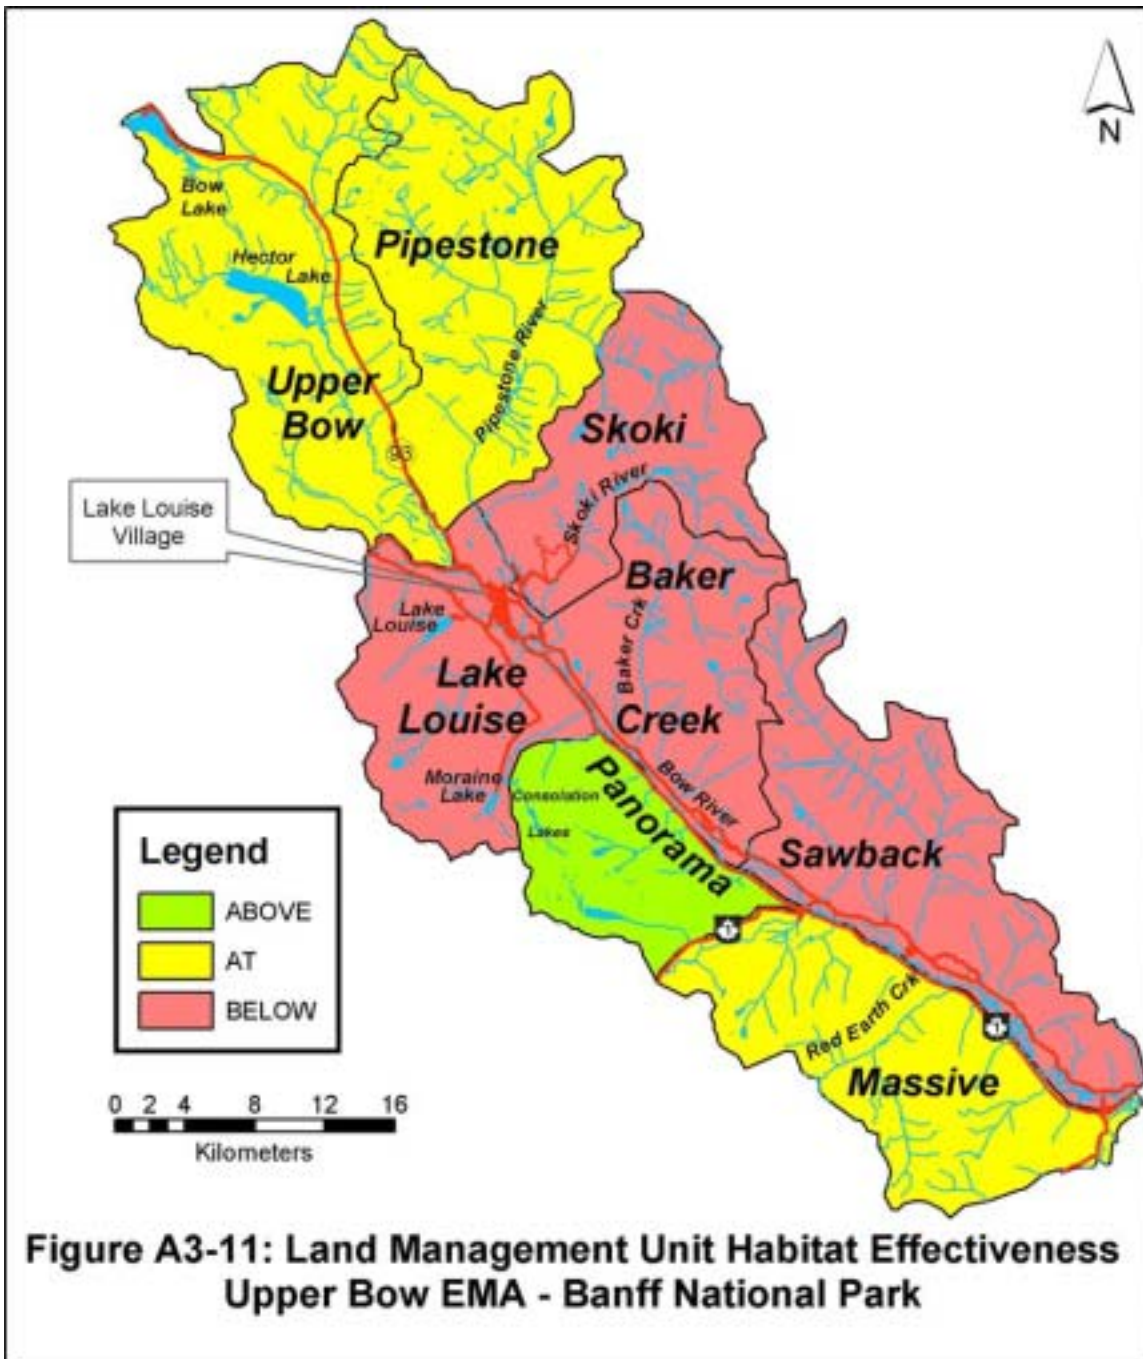 N
Bow
Lake
Hector
Lake
Pipestone
Pipestone River
Upper
Bow
93
Skoki
Skoki River
Lake Louise
Village
Baker
Baker Crk
Lake
Louise
Lake
Louise
Creek
Moraine
Lake
Consolation
Lakes
Panorama
Bow River
Sawback
1
Red Earth Crk
1
Massive
Legend
ABOVE
AT
BELOW
0 2 4 8 12 16
Kilometers
Figure A3-11: Land Management Unit Habitat Effectiveness
Upper Bow EMA - Banff National Park